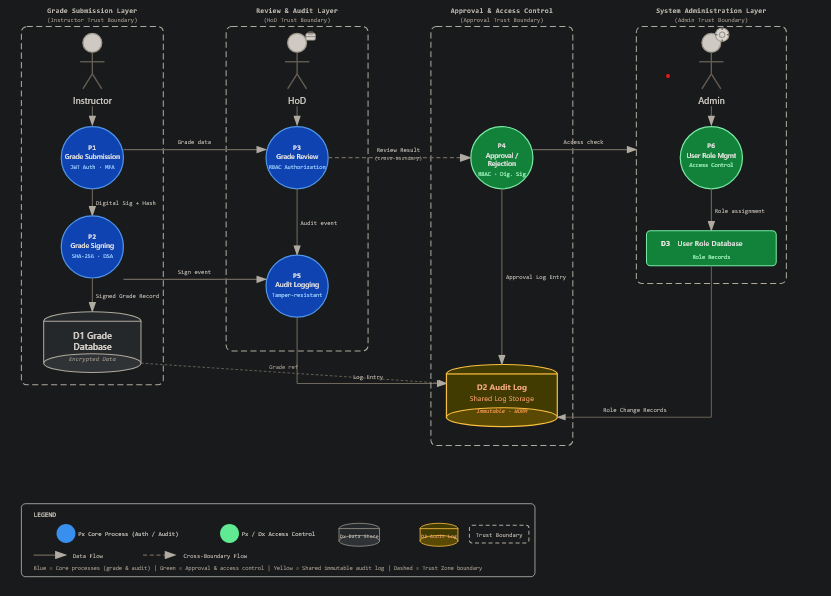 Grade Submission Layer
(Instructor Trust Boundary)
Review & Audit Layer
(HoD Trust Boundary)
Approval & Access Control
(Approval Trust Boundary)
System Administration Layer
(Admin Trust Boundary)
Instructor
HoD
Admin
P1
Grade Submission
JWT Auth · MFA
Grade data
P3
Grade Review
RBAC Authorization
Review Result
(cross-boundary)
P4
Approval /
Rejection
RBAC · Dig. Sig
Access check
P6
User Role Mgmt
Access Control
Digital Sig + Hash
P2
Grade Signing
SHA-256 · DSA
Audit event
Role assignment
D3 User Role Database
Role Records
Sign event
P5
Audit Logging
Tamper-resistant
Approval Log Entry
Signed Grade Record
D1 Grade
Database
Encrypted Data
Grade ref
Log Entry
D2 Audit Log
Shared Log Storage
Immutable · WORM
Role Change Records
LEGEND
Px Core Process (Auth / Audit)
Px / Dx Access Control
Dx Data Store
D2 Audit Log
Trust Boundary
Data Flow
Cross-Boundary Flow
Blue = Core processes (grade & audit) | Green = Approval & access control | Yellow = Shared immutable audit log | Dashed = Trust Zone boundary